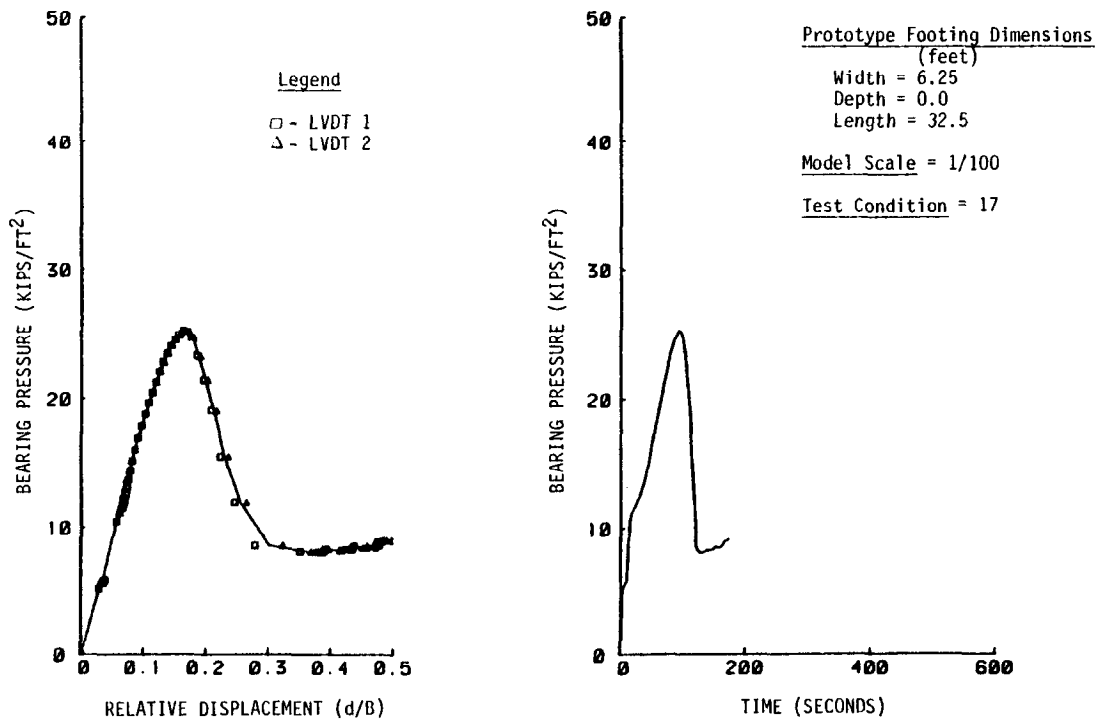 50
40
30
20
10
0
BEARING PRESSURE (KIPS/FT²)
Legend
□ - LVDT 1
△ - LVDT 2
0 0.1 0.2 0.3 0.4 0.5
RELATIVE DISPLACEMENT (d/B)
50
40
30
20
10
0
BEARING PRESSURE (KIPS/FT²)
Prototype Footing Dimensions
(feet)
Width = 6.25
Depth = 0.0
Length = 32.5
Model Scale = 1/100
Test Condition = 17
0 200 400 600
TIME (SECONDS)